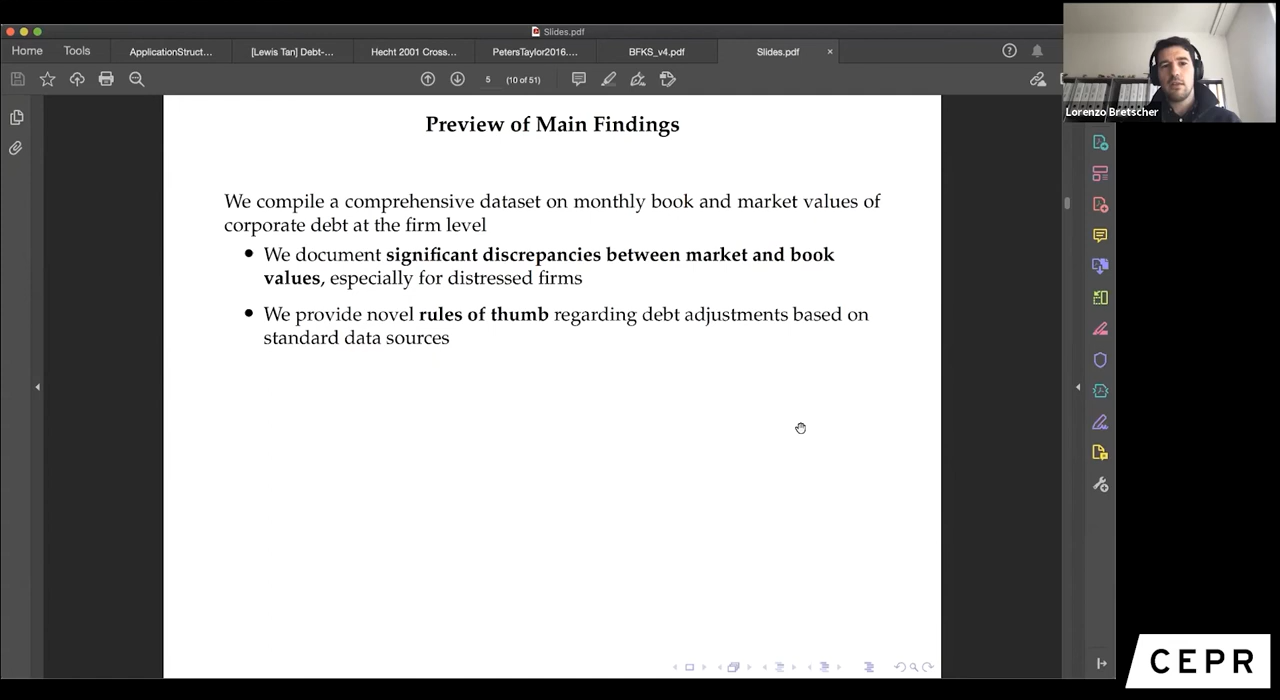 Slides.pdf
Home
Tools
ApplicationStruct...
[Lewis Tan] Debt-...
Hecht 2001 Cross...
PetersTaylor2016....
BFKS_v4.pdf
Slides.pdf
×
5
(10 of 51)
Lorenzo Bretscher
Preview of Main Findings
We compile a comprehensive dataset on monthly book and market values of
corporate debt at the firm level
• We document significant discrepancies between market and book
values, especially for distressed firms
• We provide novel rules of thumb regarding debt adjustments based on
standard data sources
CEPR